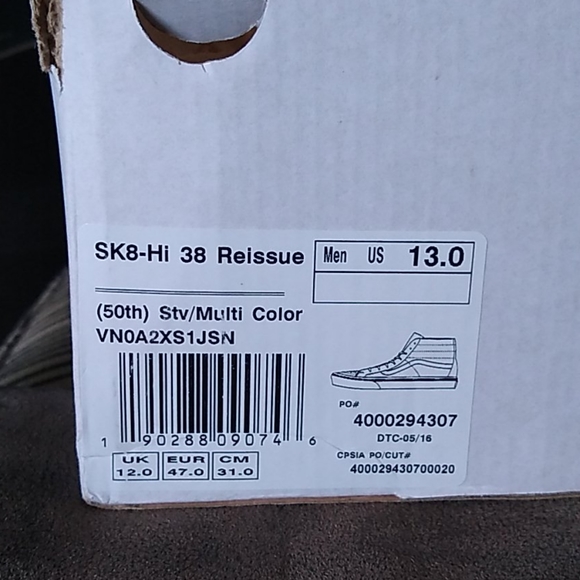 SK8-Hi 38 Reissue
Men US 13.0
(50th) Stv/Multi Color
VN0A2XS1JSN
1 90288 09074 6
UK 12.0
EUR 47.0
CM 31.0
PO#
4000294307
DTC-05/16
CPSIA PO/CUT#
400029430700020